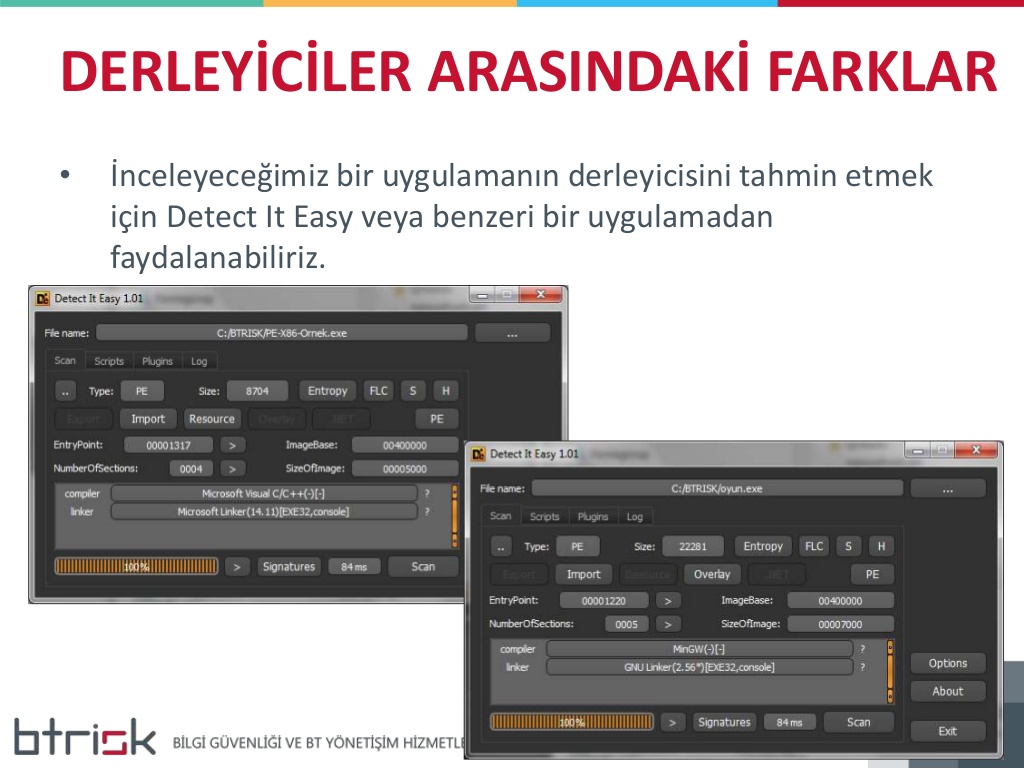 DERLEYİCİLER ARASINDAKİ FARKLAR
• İnceleyeceğimiz bir uygulamanın derleyicisini tahmin etmek
için Detect It Easy veya benzeri bir uygulamadan
faydalanabiliriz.
Detect It Easy 1.01
File name: C:/BTRISK/PE-X86-Ornek.exe ...
Scan Scripts Plugins Log
.. Type: PE Size: 8704 Entropy FLC S H
Export Import Resource Overlay .NET PE
EntryPoint: 00001317 > ImageBase: 00400000
NumberOfSections: 0004 > SizeOfImage: 00005000
compiler Microsoft Visual C/C++(-)[-] ?
linker Microsoft Linker(14.11)[EXE32,console] ?
100% > Signatures 84 ms Scan
Detect It Easy 1.01
File name: C:/BTRISK/oyun.exe ...
Scan Scripts Plugins Log
.. Type: PE Size: 22281 Entropy FLC S H
Export Import Resource Overlay .NET PE
EntryPoint: 00001220 > ImageBase: 00400000
NumberOfSections: 0005 > SizeOfImage: 00007000
compiler MinGW(-)[-] ?
linker GNU Linker(2.56*)[EXE32,console] ?
100% > Signatures 84 ms Scan
Options
About
Exit
btrisk BİLGİ GÜVENLİĞİ VE BT YÖNETİŞİM HİZMETLE